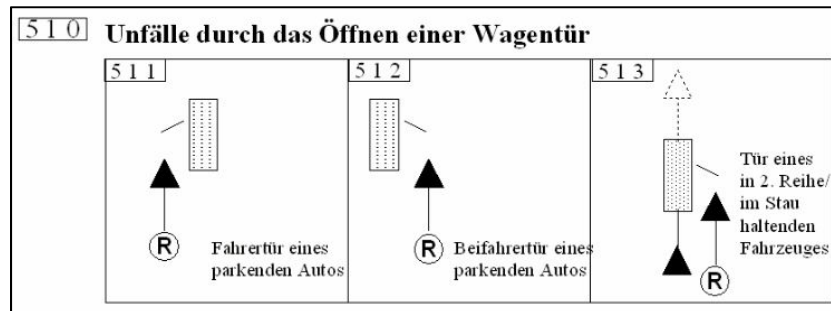 510 Unfälle durch das Öffnen einer Wagentür
511
R
Fahrertür eines
parkenden Autos
512
R
Beifahrertür eines
parkenden Autos
513
Tür eines
in 2. Reihe/
im Stau
haltenden
Fahrzeuges
R